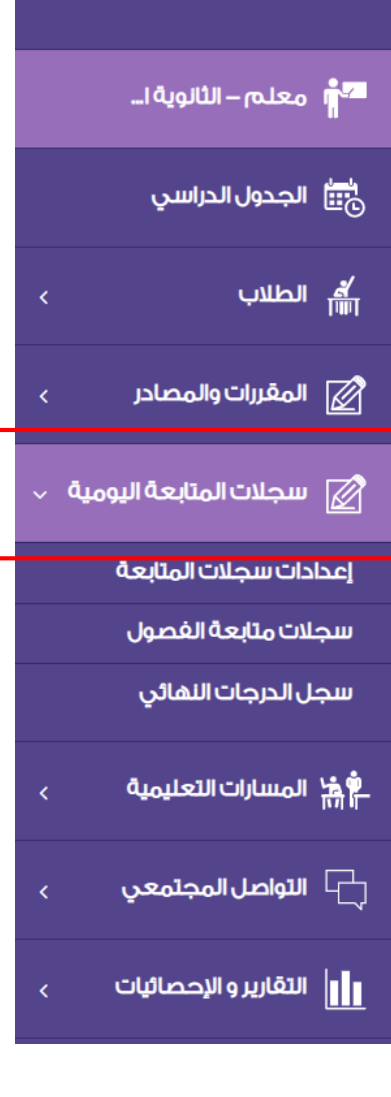 معلم – الثانوية ا...
الجدول الدراسي
الطلاب
المقررات والمصادر
سجلات المتابعة اليومية
إعدادات سجلات المتابعة
سجلات متابعة الفصول
سجل الدرجات النهائي
المسارات التعليمية
التواصل المجتمعي
التقارير و الإحصائيات